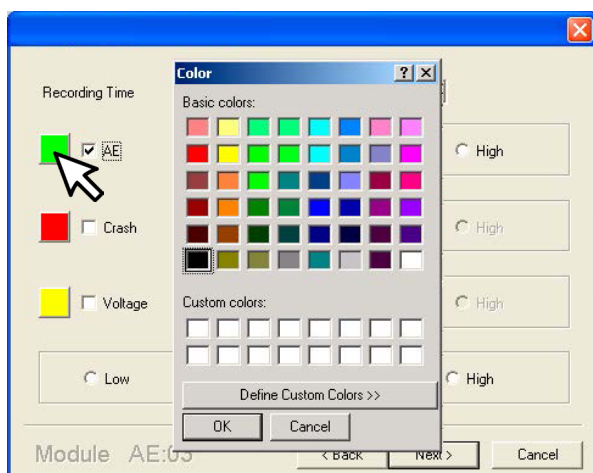 Color
Recording Time
Basic colors:
AE
High
Crash
High
Voltage
High
Custom colors:
Low
High
Define Custom Colors >>
OK
Cancel
Module AE:03
< Back
Next >
Cancel